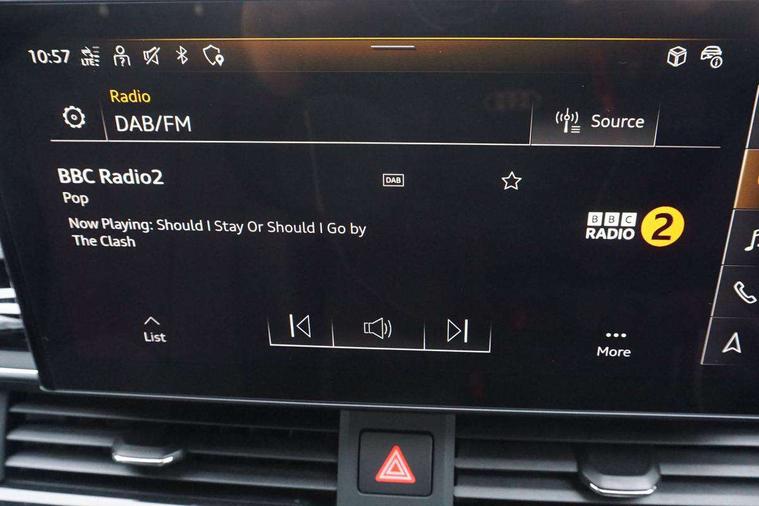 10:57 LTE
Radio
DAB/FM
Source
BBC Radio2
DAB
Pop
Now Playing: Should I Stay Or Should I Go by
The Clash
BBC
RADIO 2
List
More